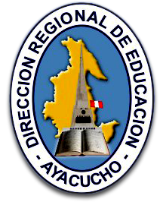 DIRECCION REGIONAL DE EDUCACION
- AYACUCHO -